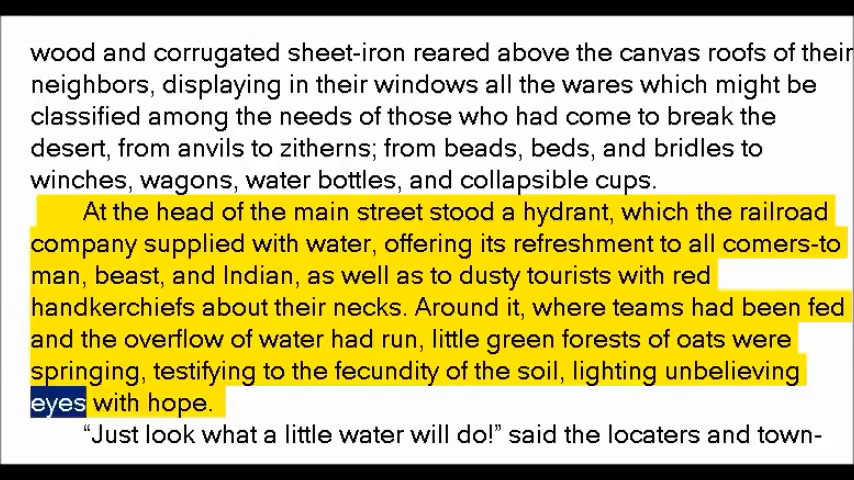 wood and corrugated sheet-iron reared above the canvas roofs of their
neighbors, displaying in their windows all the wares which might be
classified among the needs of those who had come to break the
desert, from anvils to zitherns; from beads, beds, and bridles to
winches, wagons, water bottles, and collapsible cups.
At the head of the main street stood a hydrant, which the railroad
company supplied with water, offering its refreshment to all comers-to
man, beast, and Indian, as well as to dusty tourists with red
handkerchiefs about their necks. Around it, where teams had been fed
and the overflow of water had run, little green forests of oats were
springing, testifying to the fecundity of the soil, lighting unbelieving
eyes with hope.
“Just look what a little water will do!” said the locaters and town-